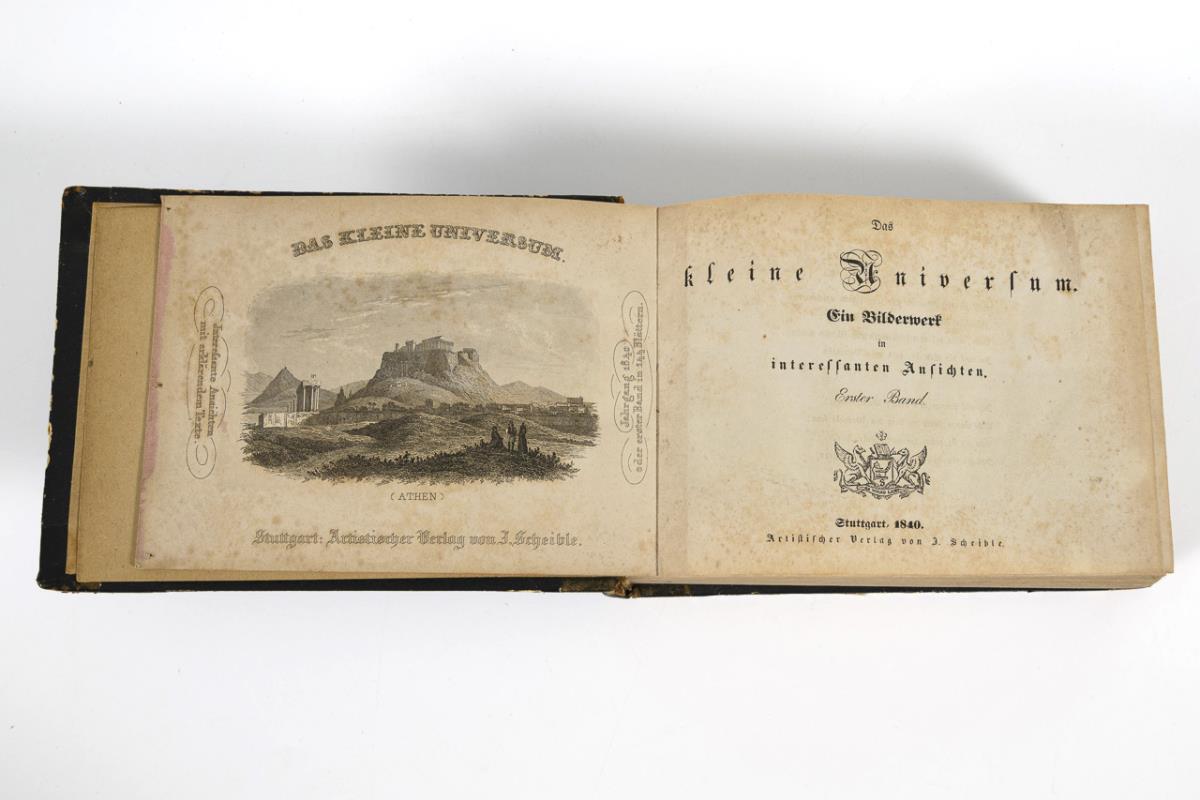 DAS KLEINE UNIVERSUM.
Interessante Ansichten
mit erklärendem Texte.
Jahrgang 1840
oder erster Band in 144 Blättern.
(ATHEN)
Stuttgart: Artistischer Verlag von J. Scheible.
Das
kleine Universum.
Ein Bilderwerk
in
interessanten Ansichten.
Erster Band.
Stuttgart, 1840.
Artistischer Verlag von J. Scheible.